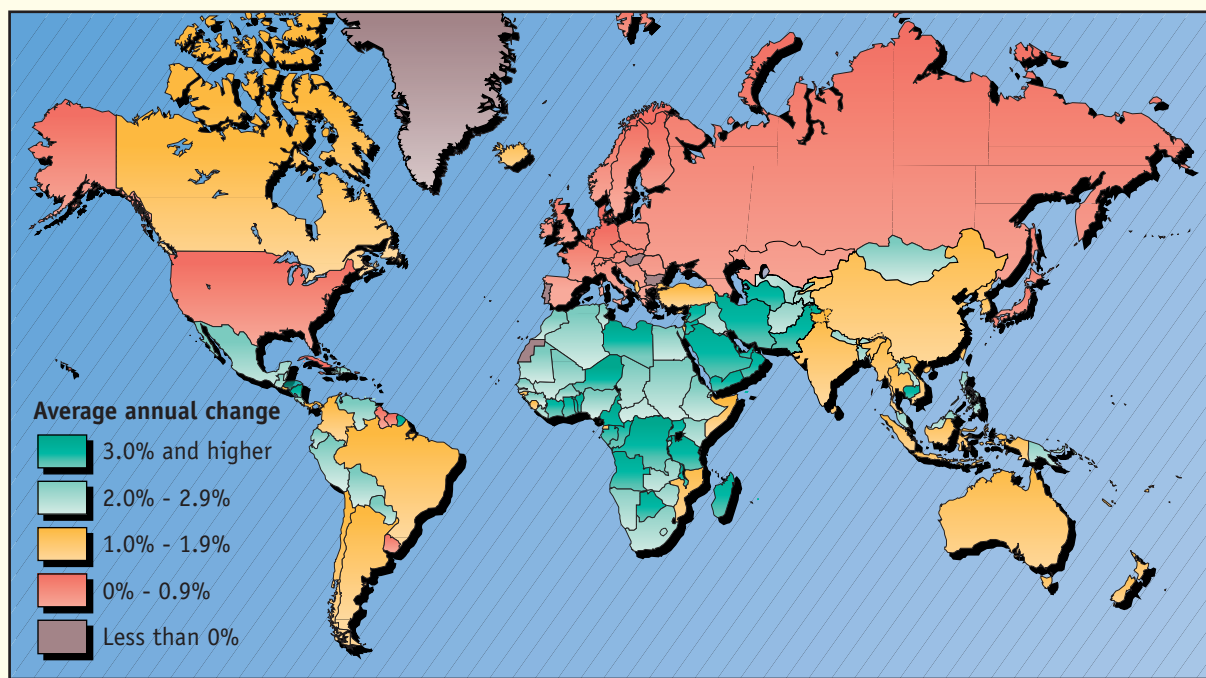 Average annual change
3.0% and higher
2.0% - 2.9%
1.0% - 1.9%
0% - 0.9%
Less than 0%